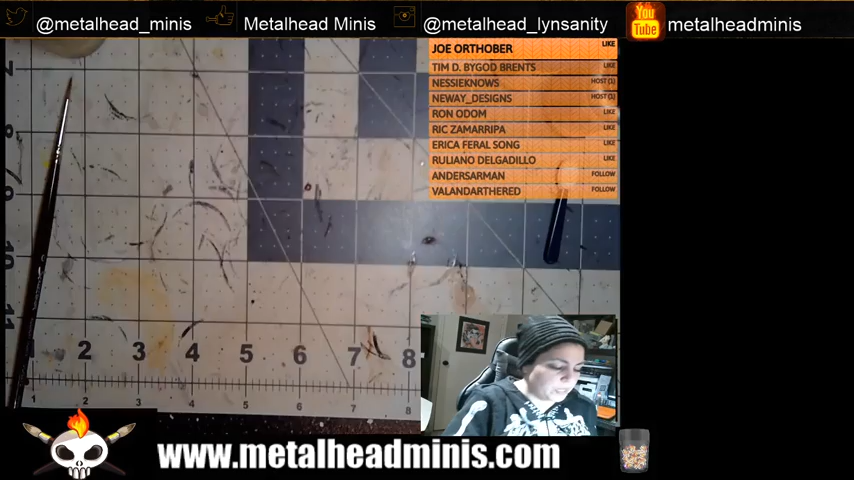 @metalhead_minis Metalhead Minis @metalhead_lynsanity You Tube metalheadminis
JOE ORTHOBER LIKE
TIM D. BYGOD BRENTS LIKE
NESSIEKNOWS HOST (1)
NEWAY_DESIGNS HOST (1)
RON ODOM LIKE
RIC ZAMARRIPA LIKE
ERICA FERAL SONG LIKE
RULIANO DELGADILLO LIKE
ANDERSARMAN FOLLOW
VALANDARTHERED FOLLOW
7
8
9
10
11
1 2 3 4 5 6 7 8
1 2 3 4 5 6 7 8
www.metalheadminis.com